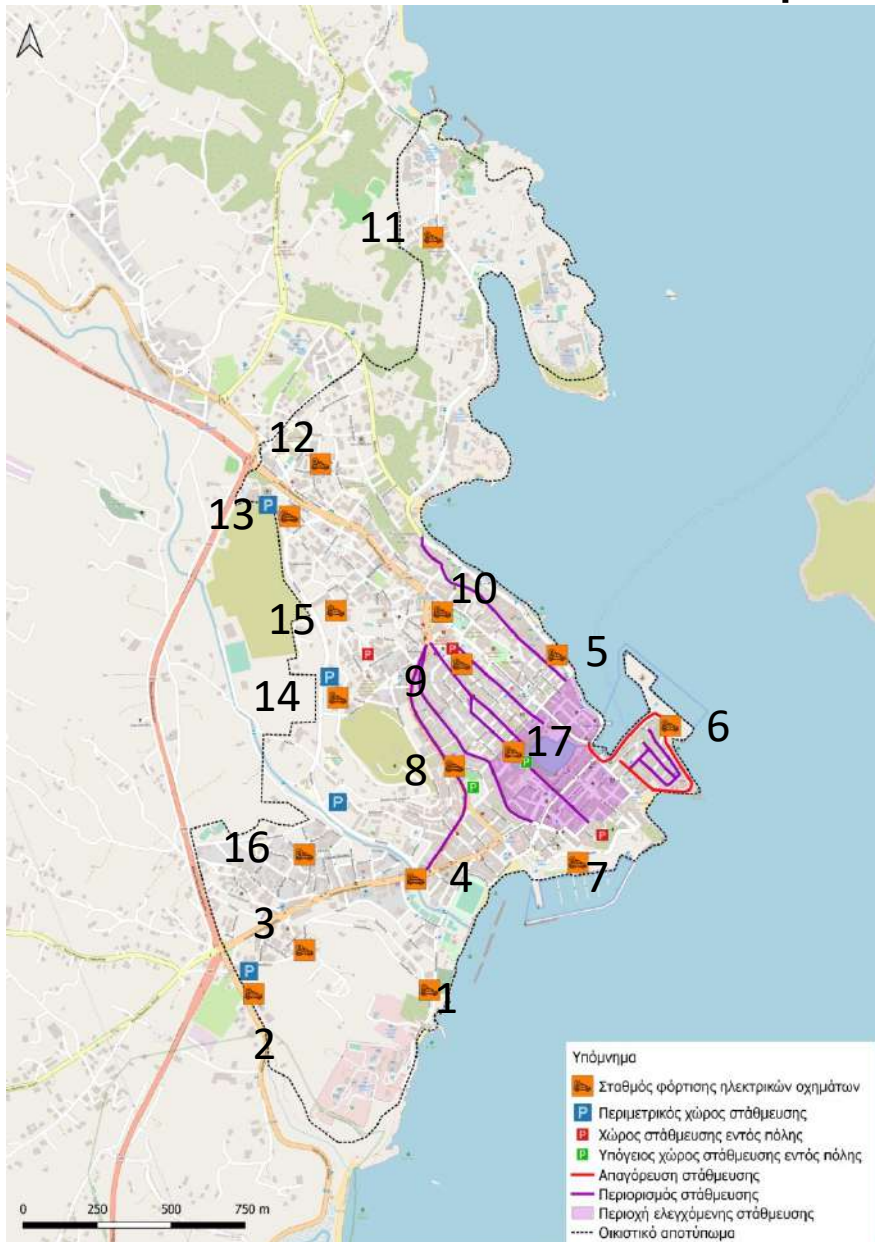 11
12
13
10
15
5
9
14
6
17
8
16
4
7
3
1
2
Υπόμνημα
Σταθμός φόρτισης ηλεκτρικών οχημάτων
Περιμετρικός χώρος στάθμευσης
Χώρος στάθμευσης εντός πόλης
Υπόγειος χώρος στάθμευσης εντός πόλης
Απαγόρευση στάθμευσης
Περιορισμός στάθμευσης
Περιοχή ελεγχόμενης στάθμευσης
Οικιστικό αποτύπωμα
0 250 500 750 m